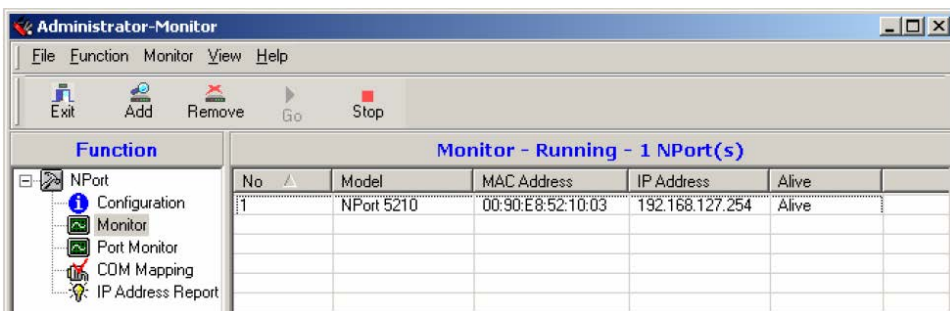 Administrator-Monitor
File Function Monitor View Help
Exit Add Remove Go Stop
Function
Monitor - Running - 1 NPort(s)
NPort
Configuration
Monitor
Port Monitor
COM Mapping
IP Address Report
No Model MAC Address IP Address Alive
1 NPort 5210 00:90:E8:52:10:03 192.168.127.254 Alive